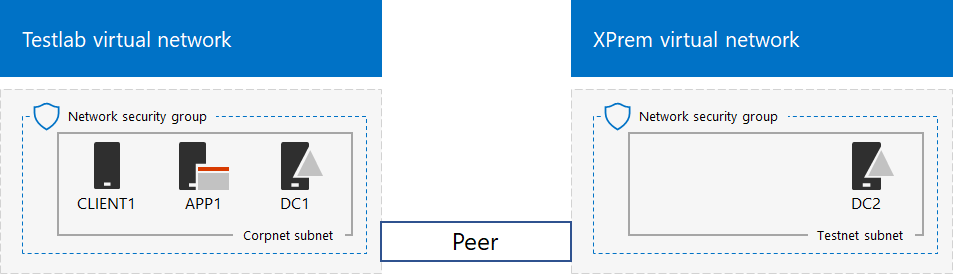 Testlab virtual network
XPrem virtual network
Network security group
CLIENT1
APP1
DC1
Corpnet subnet
Peer
Network security group
DC2
Testnet subnet